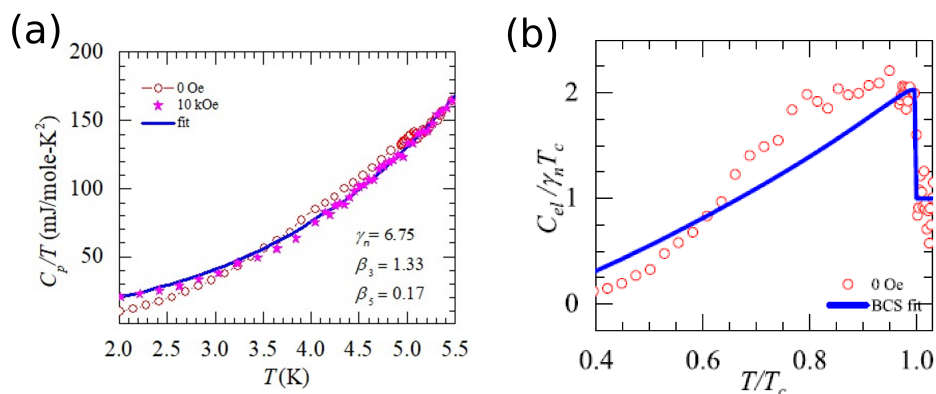 (a)
200
150
100
50
C_p/T (mJ/mole-K²)
0 Oe
10 kOe
fit
γ_n = 6.75
β_3 = 1.33
β_5 = 0.17
2.0 2.5 3.0 3.5 4.0 4.5 5.0 5.5
T (K)
(b)
2
1
0
C_el/γ_nT_c
0 Oe
BCS fit
0.4 0.6 0.8 1.0
T/T_c